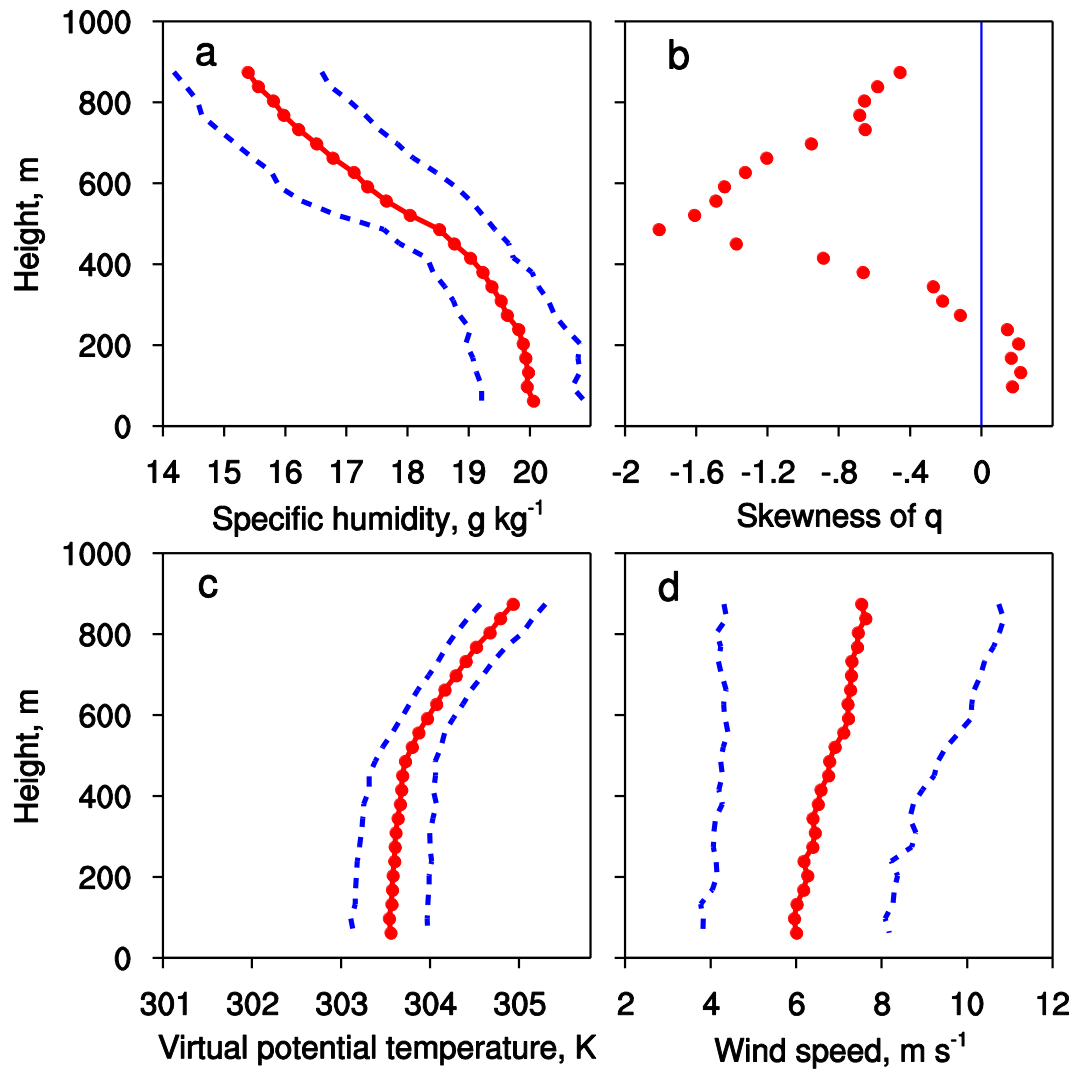 1000
800
600
400
200
0
Height, m
a
14 15 16 17 18 19 20
Specific humidity, g kg-1
b
-2 -1.6 -1.2 -.8 -.4 0
Skewness of q
1000
800
600
400
200
0
Height, m
c
301 302 303 304 305
Virtual potential temperature, K
d
2 4 6 8 10 12
Wind speed, m s-1